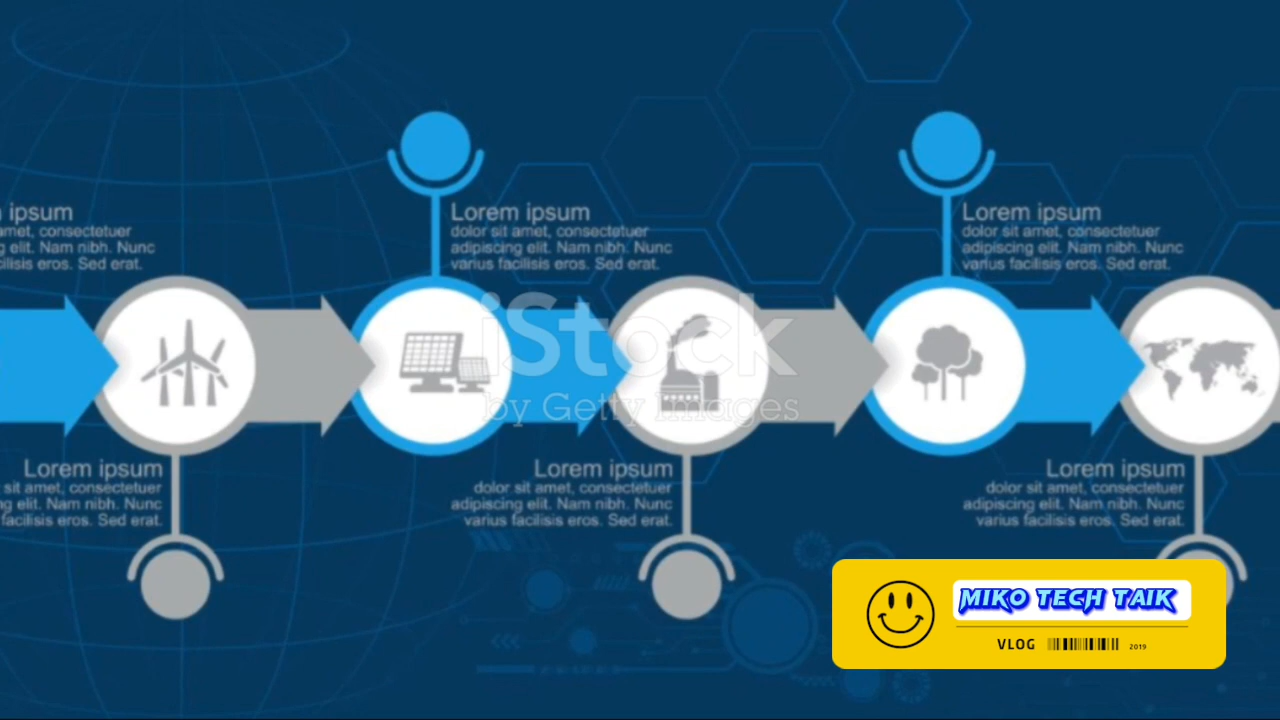 ipsum
amet, consectetuer
elit. Nam nibh. Nunc
eros. Sed erat.
Lorem ipsum
dolor sit amet, consectetuer
adipiscing elit. Nam nibh. Nunc
varius facilisis eros. Sed erat.
Lorem ipsum
dolor sit amet, consectetuer
adipiscing elit. Nam nibh. Nunc
varius facilisis eros. Sed erat.
iStock
by Getty Images
Lorem ipsum
sit amet, consectetuer
elit. Nam nibh. Nunc
facilisis eros. Sed erat.
Lorem ipsum
dolor sit amet, consectetuer
adipiscing elit. Nam nibh. Nunc
varius facilisis eros. Sed erat.
Lorem ipsum
dolor sit amet, consectetuer
adipiscing elit. Nam nibh. Nunc
varius facilisis eros. Sed erat.
MIKO TECH TAIK
VLOG
2019